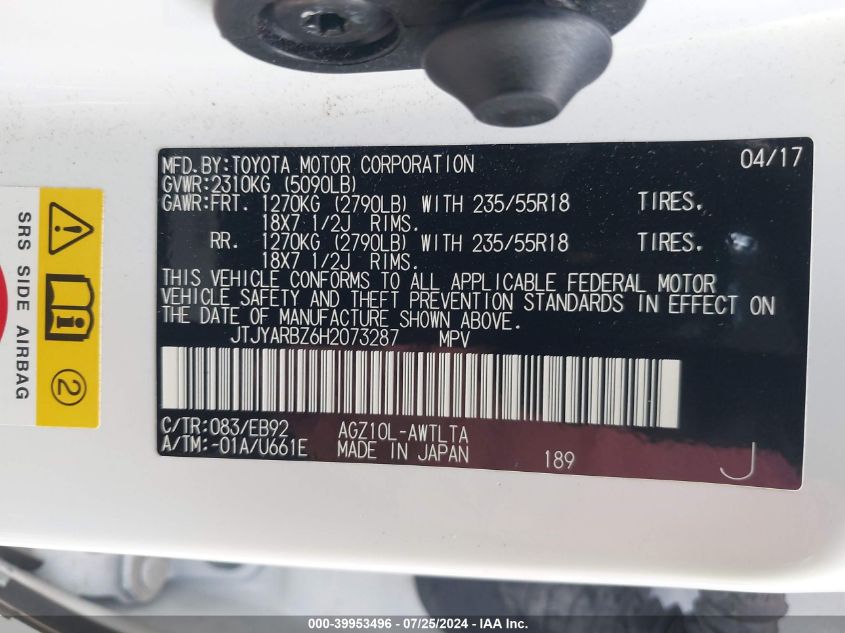 MFD.BY:TOYOTA MOTOR CORPORATION 04/17
GVWR:2310KG (5090LB)
GAWR:FRT. 1270KG (2790LB) WITH 235/55R18 TIRES.
18X7 1/2J RIMS.
RR. 1270KG (2790LB) WITH 235/55R18 TIRES.
18X7 1/2J RIMS.
THIS VEHICLE CONFORMS TO ALL APPLICABLE FEDERAL MOTOR
VEHICLE SAFETY AND THEFT PREVENTION STANDARDS IN EFFECT ON
THE DATE OF MANUFACTURE SHOWN ABOVE.
JTJYARBZ6H2073287 MPV
C/TR:083/EB92 AGZ10L-AWTLTA
A/TM:-01A/U661E MADE IN JAPAN 189 J
SRS SIDE AIRBAG
2
000-39953496 - 07/25/2024 - IAA Inc.